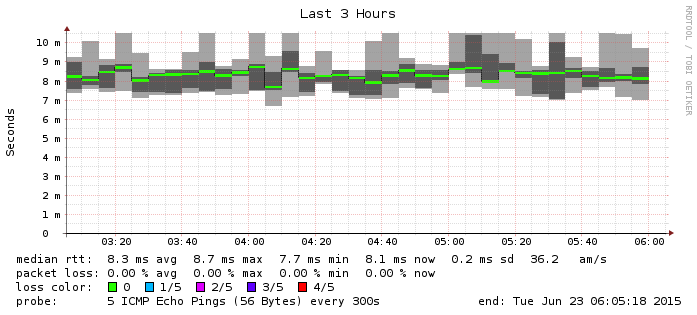 Last 3 Hours
RRDTOOL / TOBI OETIKER
Seconds
10 m
9 m
8 m
7 m
6 m
5 m
4 m
3 m
2 m
1 m
0
03:20 03:40 04:00 04:20 04:40 05:00 05:20 05:40 06:00
median rtt: 8.3 ms avg 8.7 ms max 7.7 ms min 8.1 ms now 0.2 ms sd 36.2 am/s
packet loss: 0.00 % avg 0.00 % max 0.00 % min 0.00 % now
loss color: 0 1/5 2/5 3/5 4/5
probe: 5 ICMP Echo Pings (56 Bytes) every 300s end: Tue Jun 23 06:05:18 2015